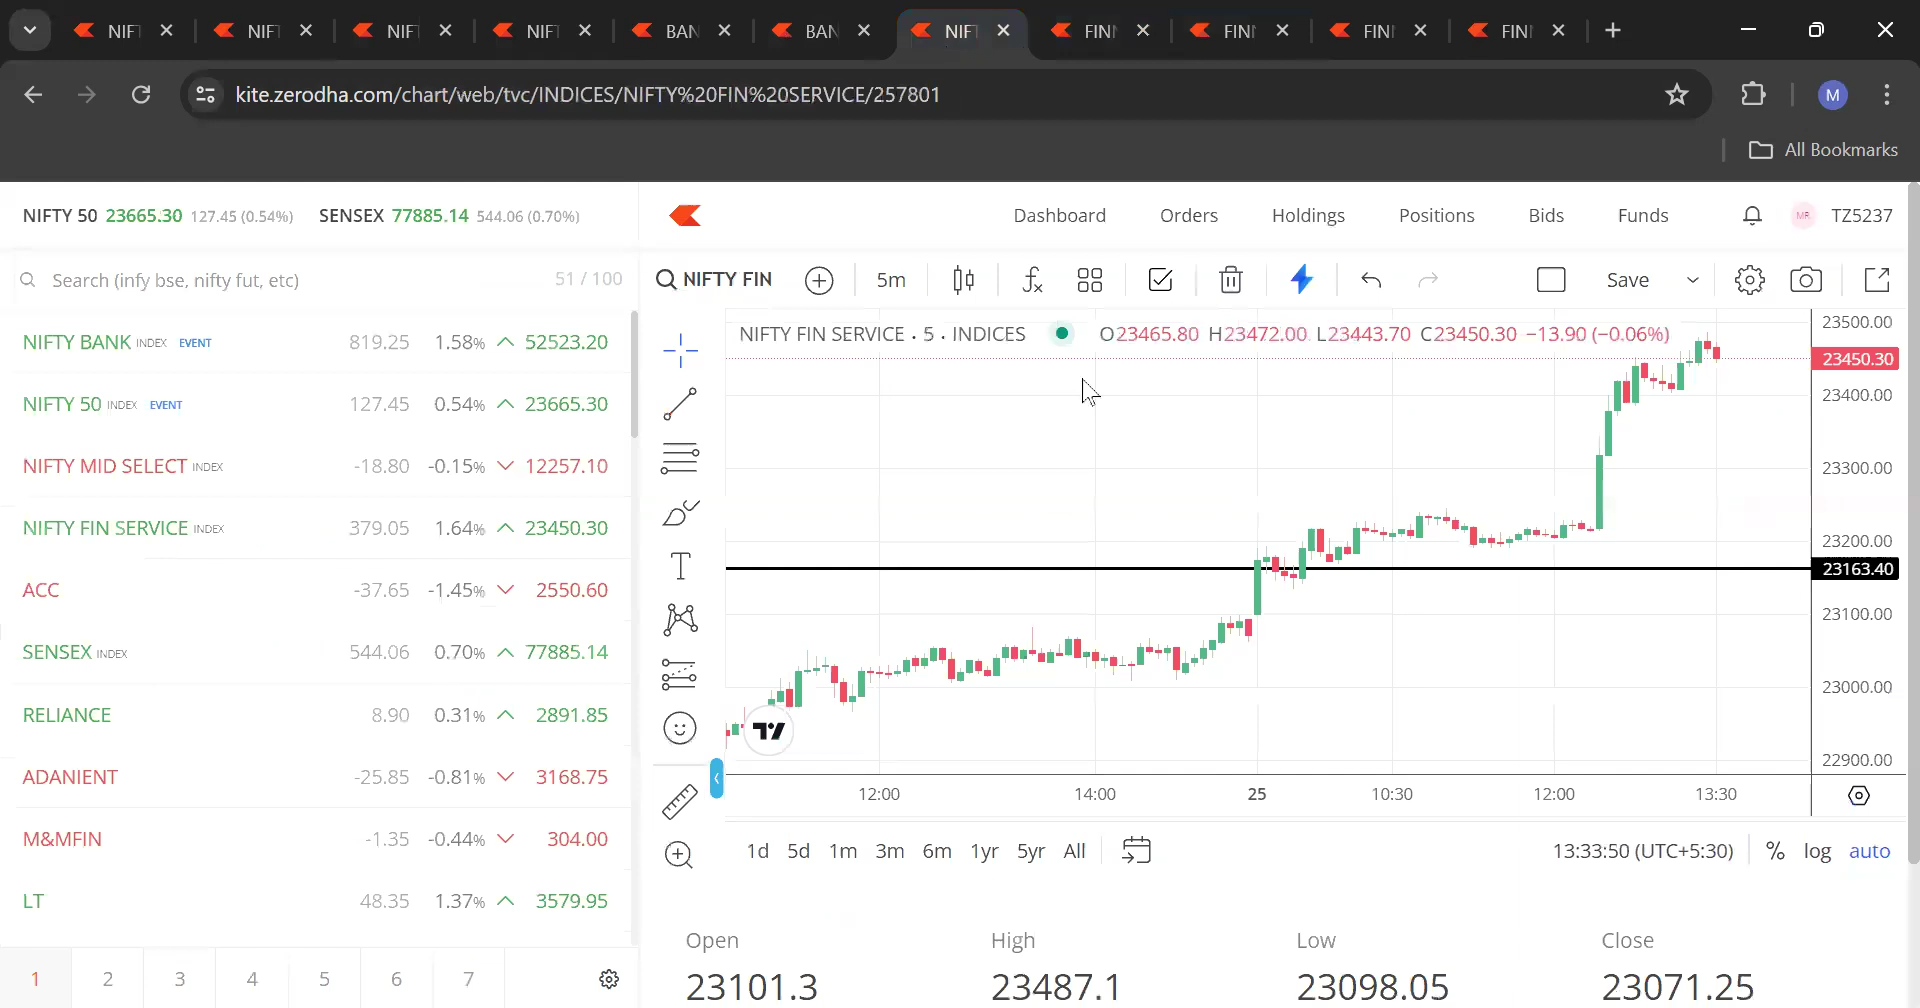 NIFT NIFT NIFT NIFT BAN BAN NIFT FINN FINN FINN FINN
kite.zerodha.com/chart/web/tvc/INDICES/NIFTY%20FIN%20SERVICE/257801 M
All Bookmarks
NIFTY 50 23665.30 127.45 (0.54%) SENSEX 77885.14 544.06 (0.70%) Dashboard Orders Holdings Positions Bids Funds MR TZ5237
Search (infy bse, nifty fut, etc) 51 / 100 NIFTY FIN 5m fx Save
NIFTY FIN SERVICE · 5 · INDICES O23465.80 H23472.00 L23443.70 C23450.30 −13.90 (−0.06%)
NIFTY BANK INDEX EVENT 819.25 1.58% 52523.20
NIFTY 50 INDEX EVENT 127.45 0.54% 23665.30
NIFTY MID SELECT INDEX -18.80 -0.15% 12257.10
NIFTY FIN SERVICE INDEX 379.05 1.64% 23450.30
ACC -37.65 -1.45% 2550.60
SENSEX INDEX 544.06 0.70% 77885.14
RELIANCE 8.90 0.31% 2891.85
ADANIENT -25.85 -0.81% 3168.75
M&MFIN -1.35 -0.44% 304.00
LT 48.35 1.37% 3579.95
1 2 3 4 5 6 7
T
23500.00
23450.30
23400.00
23300.00
23200.00
23163.40
23100.00
23000.00
22900.00
12:00 14:00 25 10:30 12:00 13:30
1d 5d 1m 3m 6m 1yr 5yr All 13:33:50 (UTC+5:30) % log auto
Open High Low Close
23101.3 23487.1 23098.05 23071.25